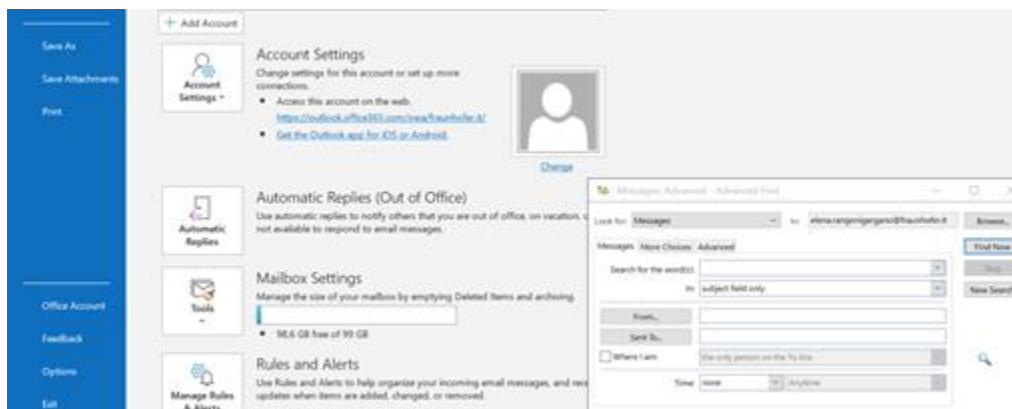 Add Account
Save As
Save Attachments
Print
Office Account
Feedback
Options
Exit
Account Settings
Account Settings
Change settings for this account or set up more
connections.
Access this account on the web.
https://outlook.office365.com/owa/fraunhofer.it/
Get the Outlook app for iOS or Android.
Change
Automatic Replies
Automatic Replies (Out of Office)
Use automatic replies to notify others that you are out of office, on vacation,
not available to respond to email messages.
Tools
Mailbox Settings
Manage the size of your mailbox by emptying Deleted Items and archiving.
98.6 GB free of 99 GB
Manage Rules & Alerts
Rules and Alerts
Use Rules and Alerts to help organize your incoming email messages, and
updates when items are added, changed, or removed.
Advanced Find
Look for: Messages In: Browse...
Messages More Choices Advanced Find Now
Search for the word(s): Stop
In: subject field only New Search
From...
Sent To...
Where I am: the only person on the To line
Time: none Anytime